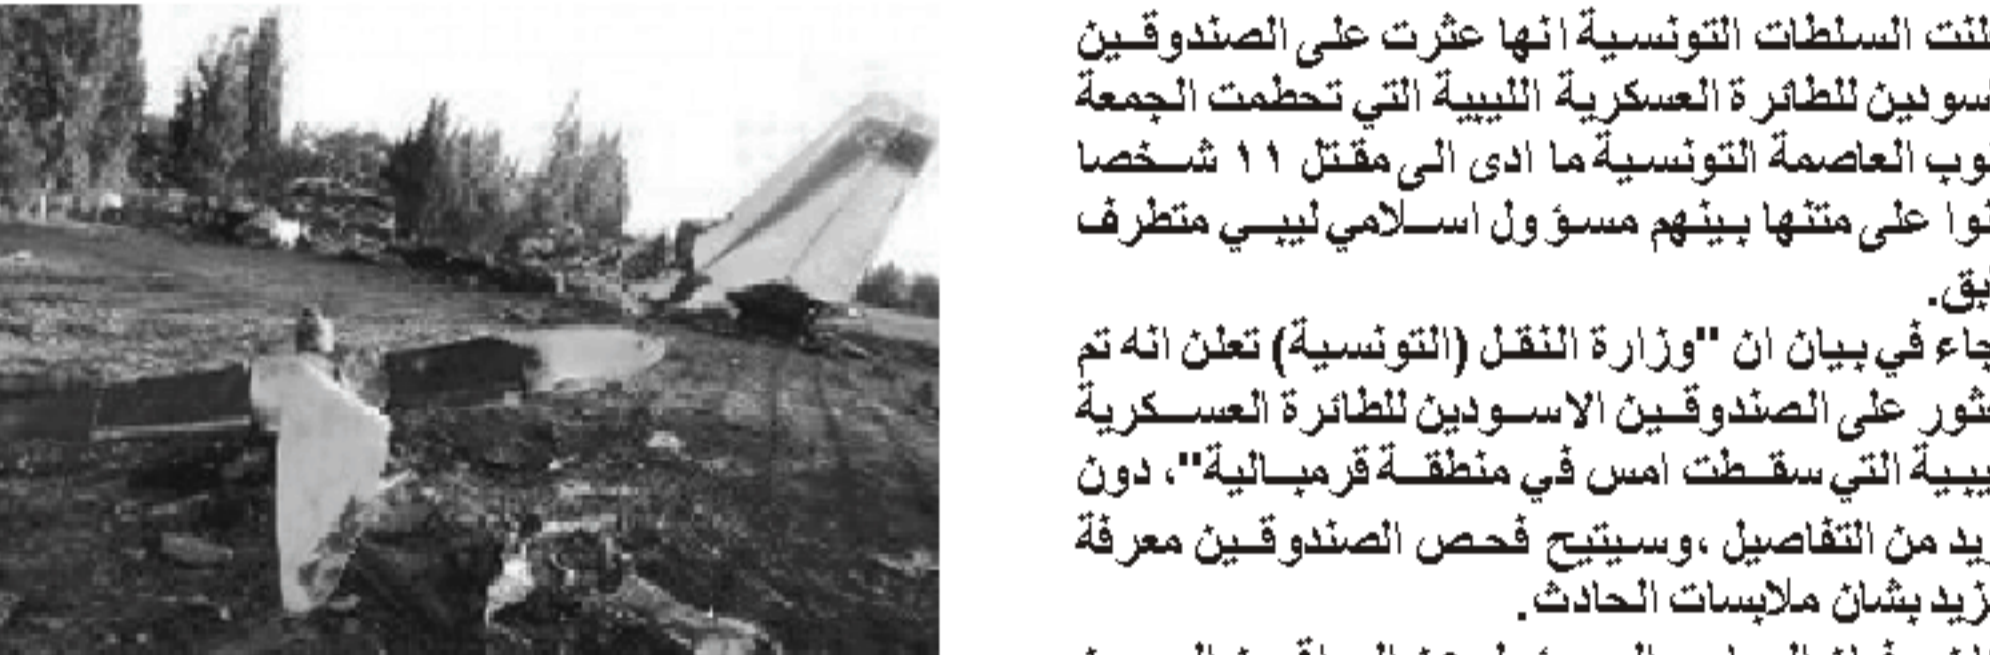 لنت السلطات التونسية انها عثرت على الصندوقين
سودين للطائرة العسكرية الليبية التي تحطمت الجمعة
وب العاصمة التونسية ما ادى الى مقتل ١١ شخصا
نوا على متنها بينهم مسؤول اسلامي ليبي متطرف
بق.
جاء في بيان ان "وزارة النقل (التونسية) تعلن انه تم
ثور على الصندوقين الاسودين للطائرة العسكرية
يبية التي سقطت امس في منطقة قرمبالية"، دون
يد من التفاصيل ،وسيتيح فحص الصندوقين معرفة
زيد بشان ملابسات الحادث.